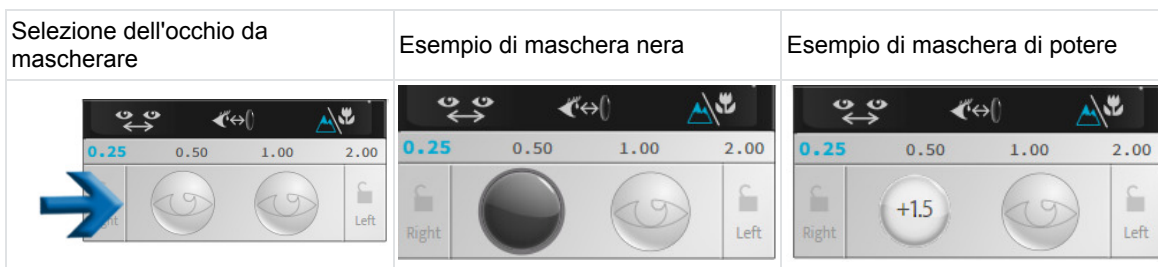 Selezione dell'occhio da
mascherare
Esempio di maschera nera
Esempio di maschera di potere
0.25 0.50 1.00 2.00
Left
0.25 0.50 1.00 2.00
Right Left
0.25 0.50 1.00 2.00
+1.5
Right Left